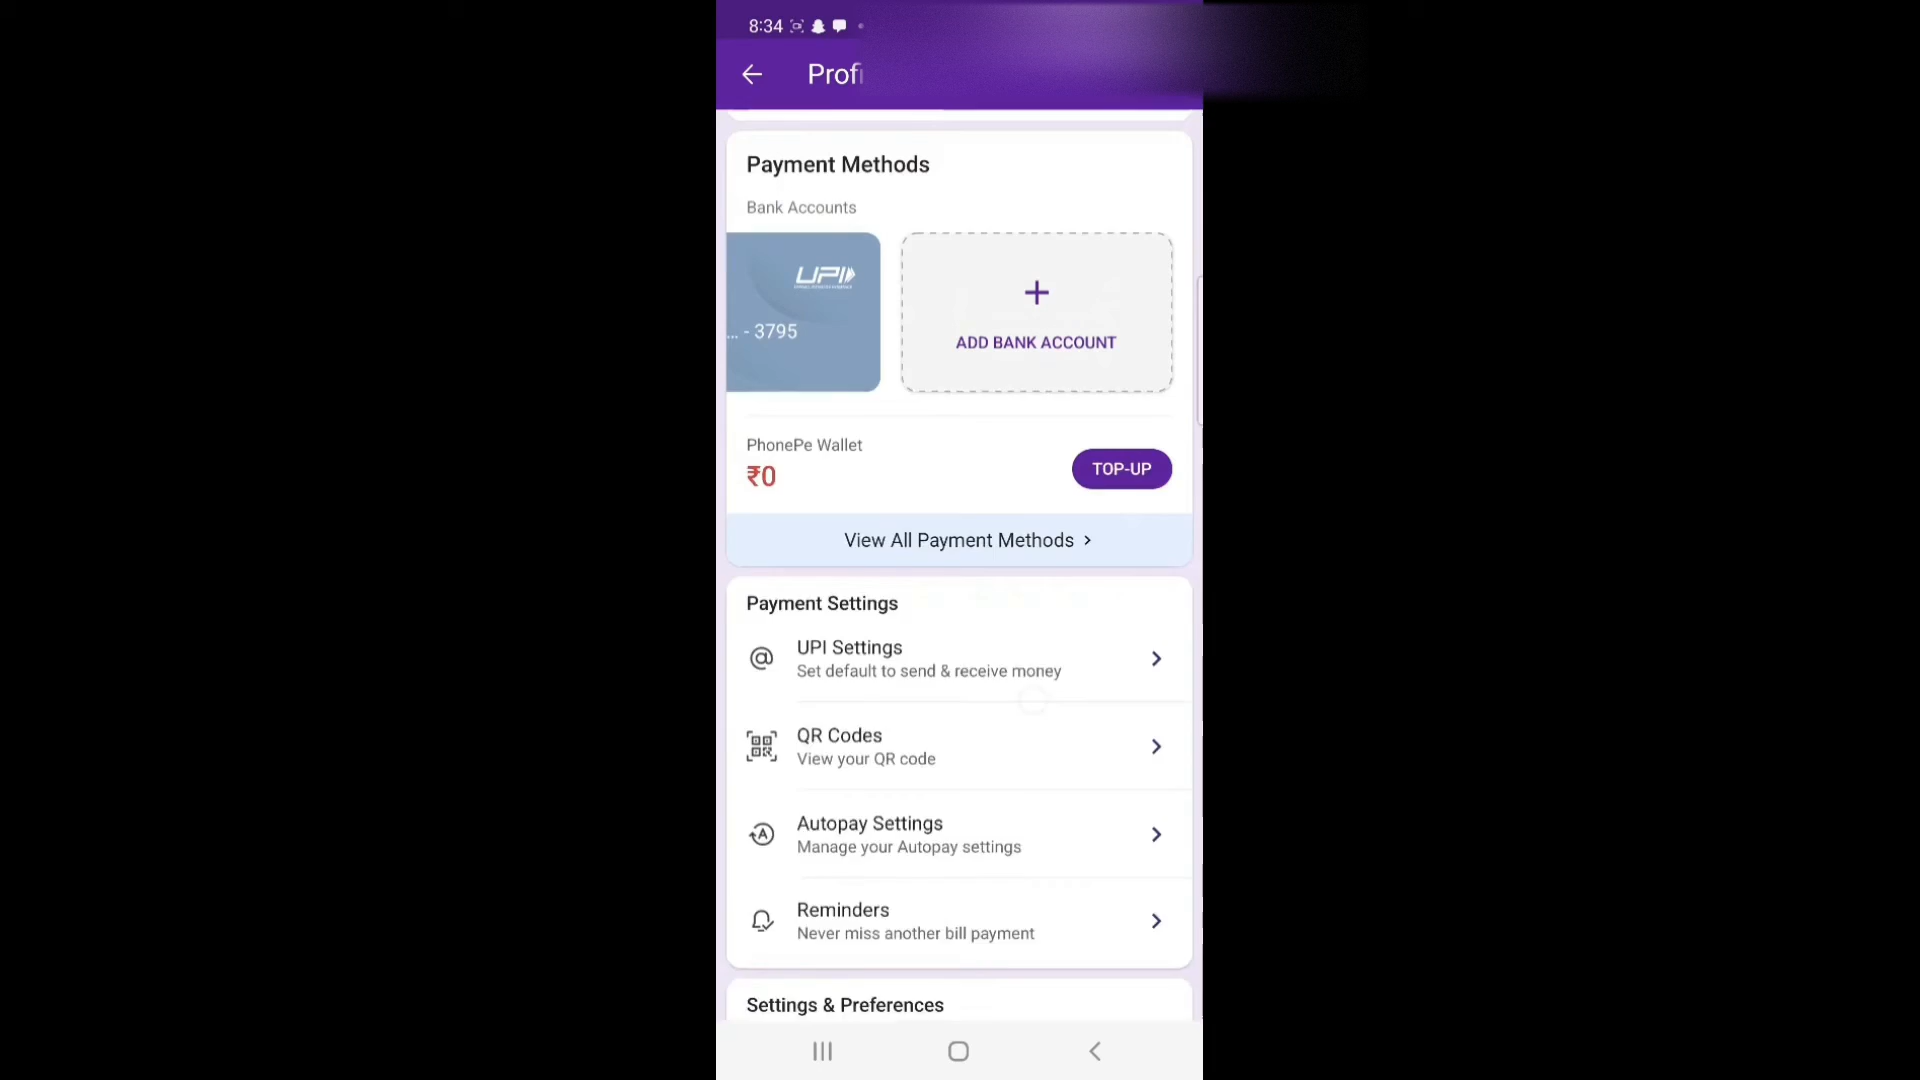 8:34
Profi
Payment Methods
Bank Accounts
UPI
... - 3795
+
ADD BANK ACCOUNT
PhonePe Wallet
₹0
TOP-UP
View All Payment Methods >
Payment Settings
UPI Settings
Set default to send & receive money
QR Codes
View your QR code
Autopay Settings
Manage your Autopay settings
Reminders
Never miss another bill payment
Settings & Preferences